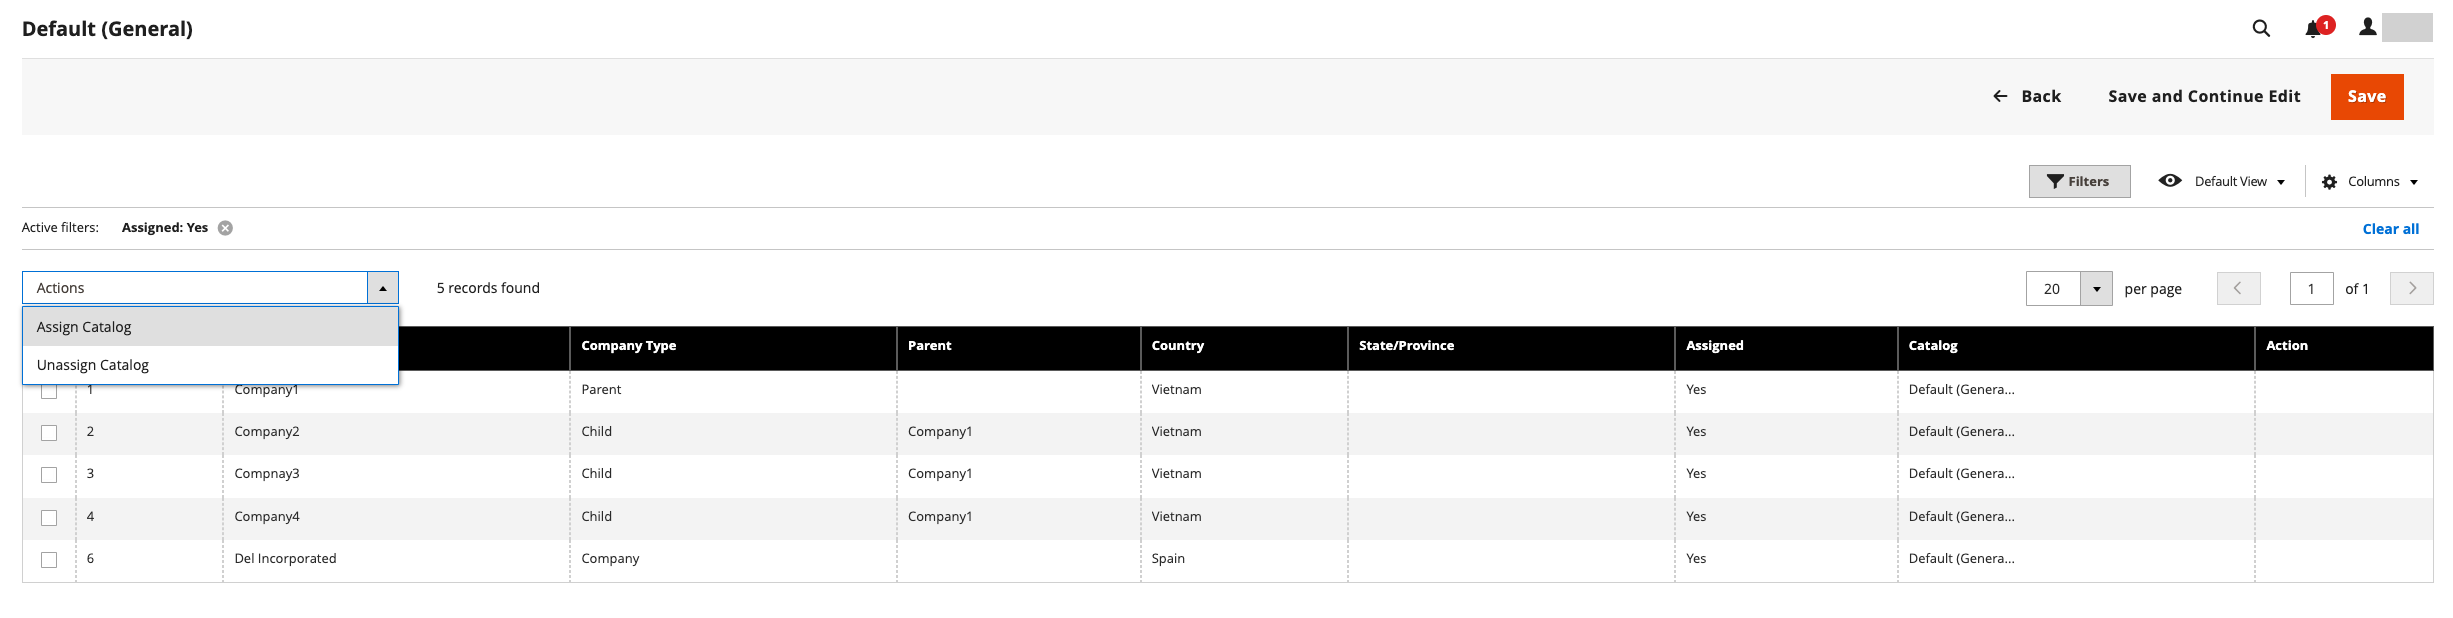 Default (General)
1
Back Save and Continue Edit Save
Filters Default View Columns
Active filters: Assigned: Yes Clear all
Actions 5 records found 20 per page 1 of 1
Assign Catalog
Unassign Catalog
Company Type Parent Country State/Province Assigned Catalog Action
1 Company1 Parent Vietnam Yes Default (Genera...
2 Company2 Child Company1 Vietnam Yes Default (Genera...
3 Compnay3 Child Company1 Vietnam Yes Default (Genera...
4 Company4 Child Company1 Vietnam Yes Default (Genera...
6 Del Incorporated Company Spain Yes Default (Genera...